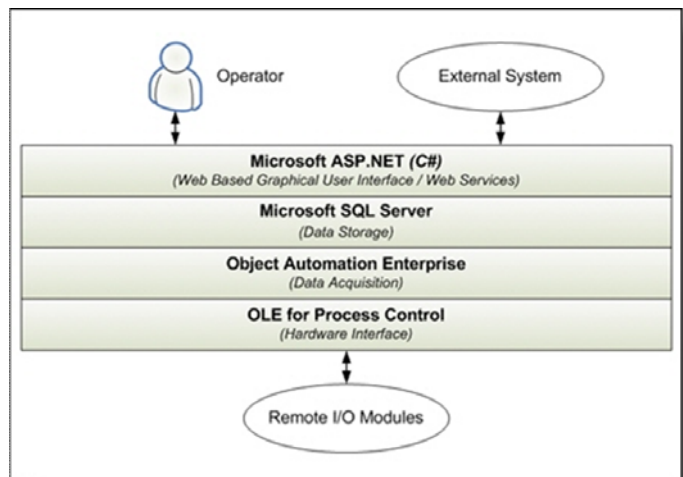 Operator
External System
Microsoft ASP.NET (C#)
(Web Based Graphical User Interface / Web Services)
Microsoft SQL Server
(Data Storage)
Object Automation Enterprise
(Data Acquisition)
OLE for Process Control
(Hardware Interface)
Remote I/O Modules